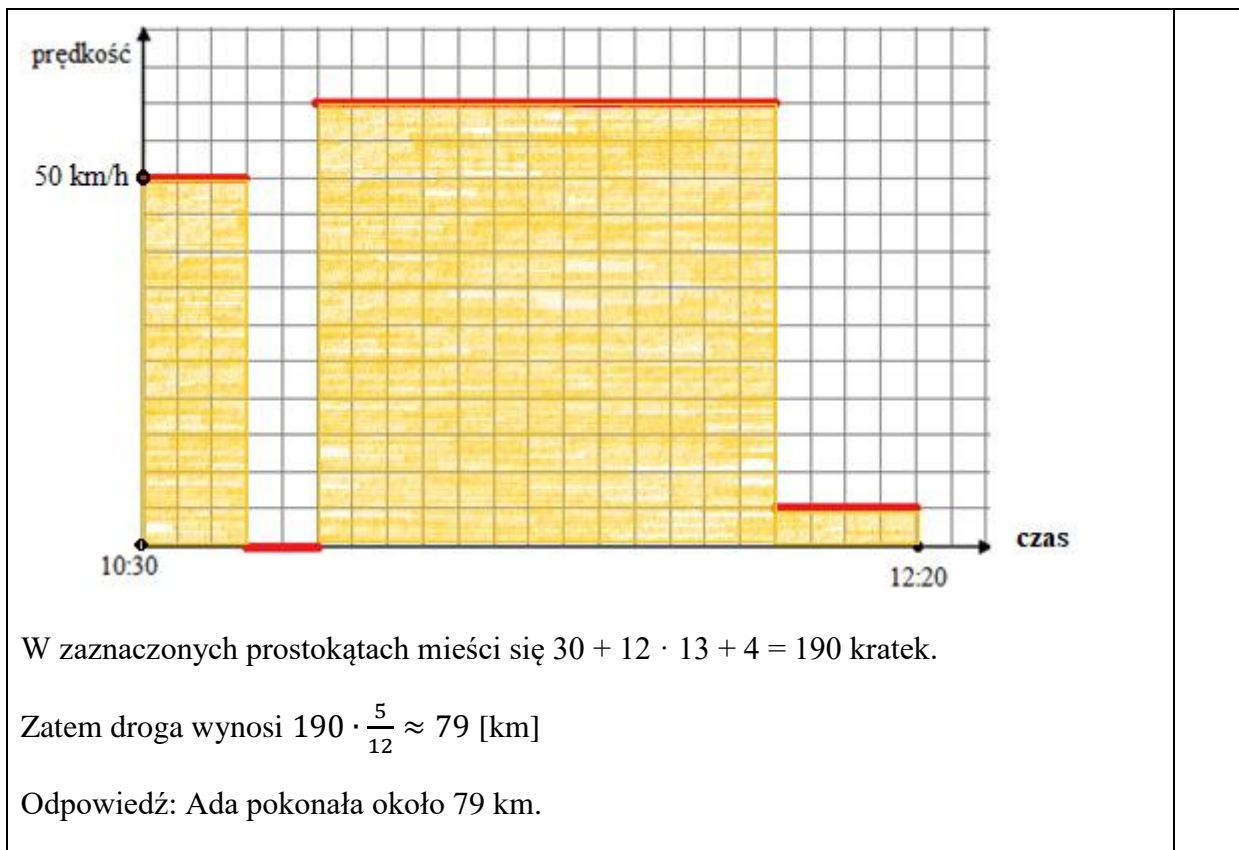 prędkość
50 km/h
czas
10:30
12:20
W zaznaczonych prostokątach mieści się 30 + 12 · 13 + 4 = 190 kratek.
Zatem droga wynosi 190 · 5/12 ≈ 79 [km]
Odpowiedź: Ada pokonała około 79 km.